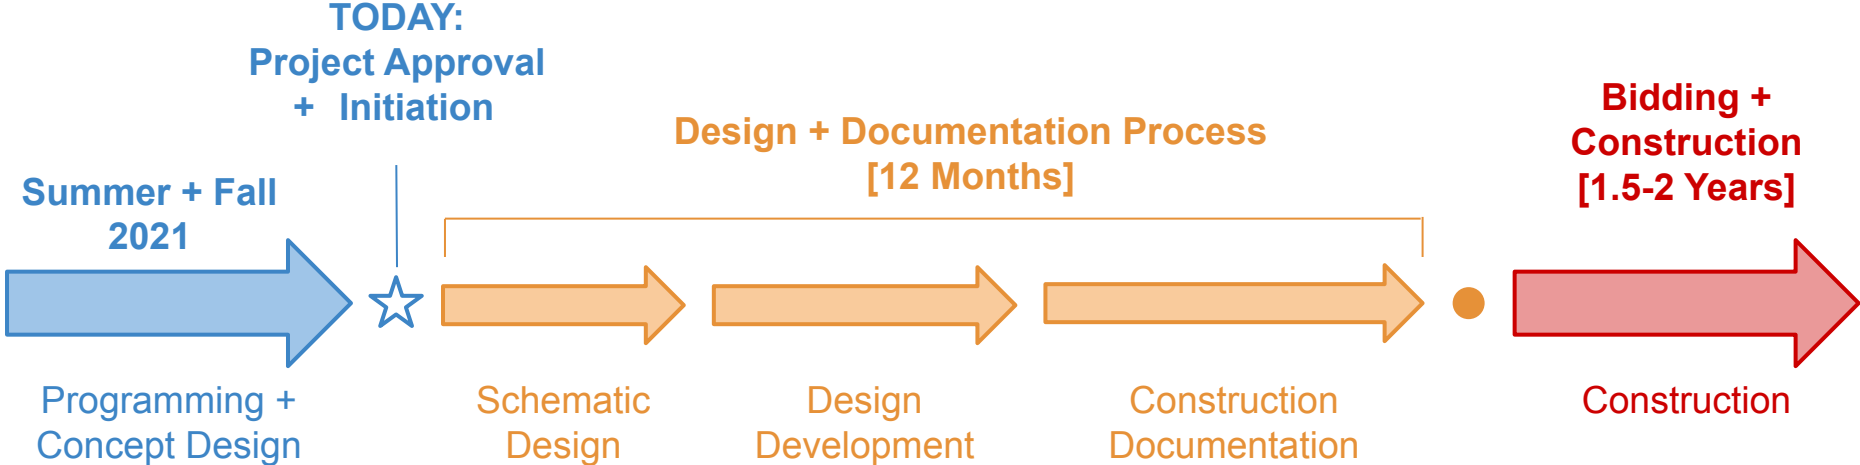 TODAY:
Project Approval
+ Initiation
Summer + Fall
2021
Design + Documentation Process
[12 Months]
Bidding +
Construction
[1.5-2 Years]
Programming +
Concept Design
Schematic
Design
Design
Development
Construction
Documentation
Construction